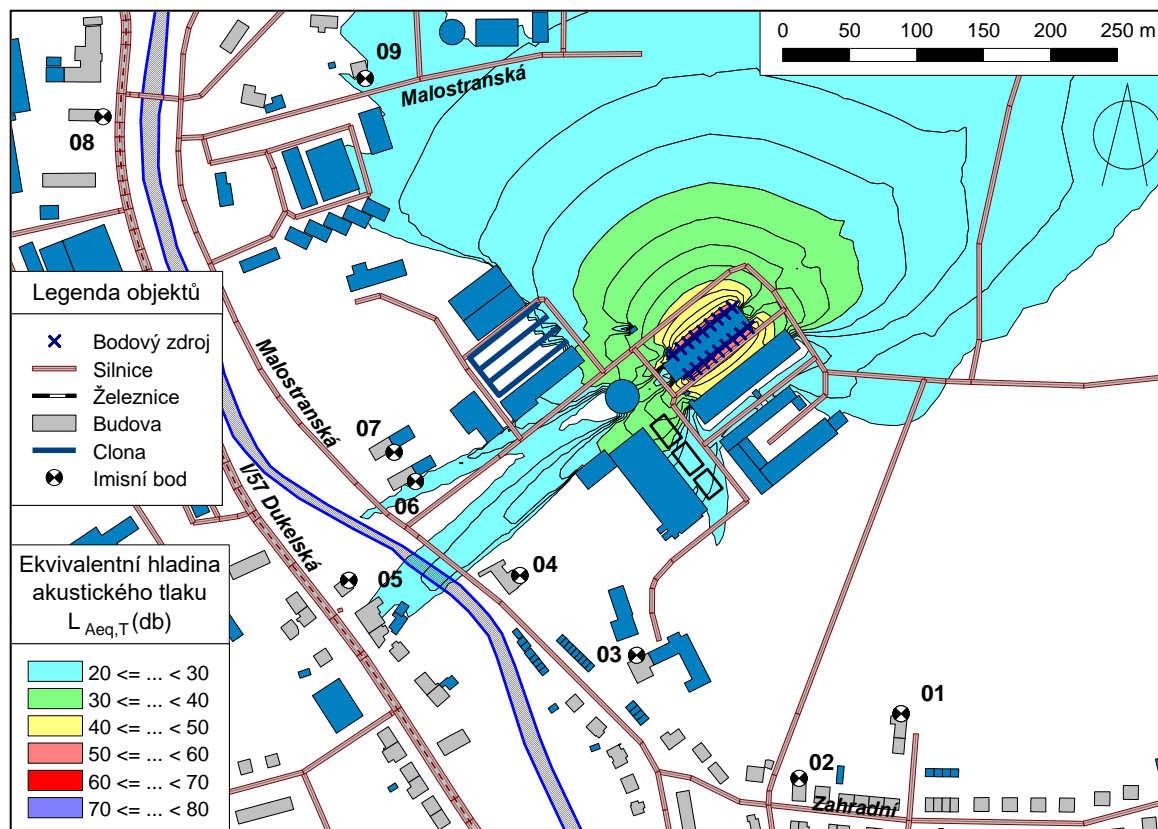 0 50 100 150 200 250 m
09
Malostranská
08
Legenda objektů
Bodový zdroj
Silnice
Železnice
Budova
Clona
Imisní bod
Malostranská
07
06
I/57 Dukelská
05
04
03
01
02
Zahradní
Ekvivalentní hladina
akustického tlaku
L Aeq,T (db)
20 <= ... < 30
30 <= ... < 40
40 <= ... < 50
50 <= ... < 60
60 <= ... < 70
70 <= ... < 80